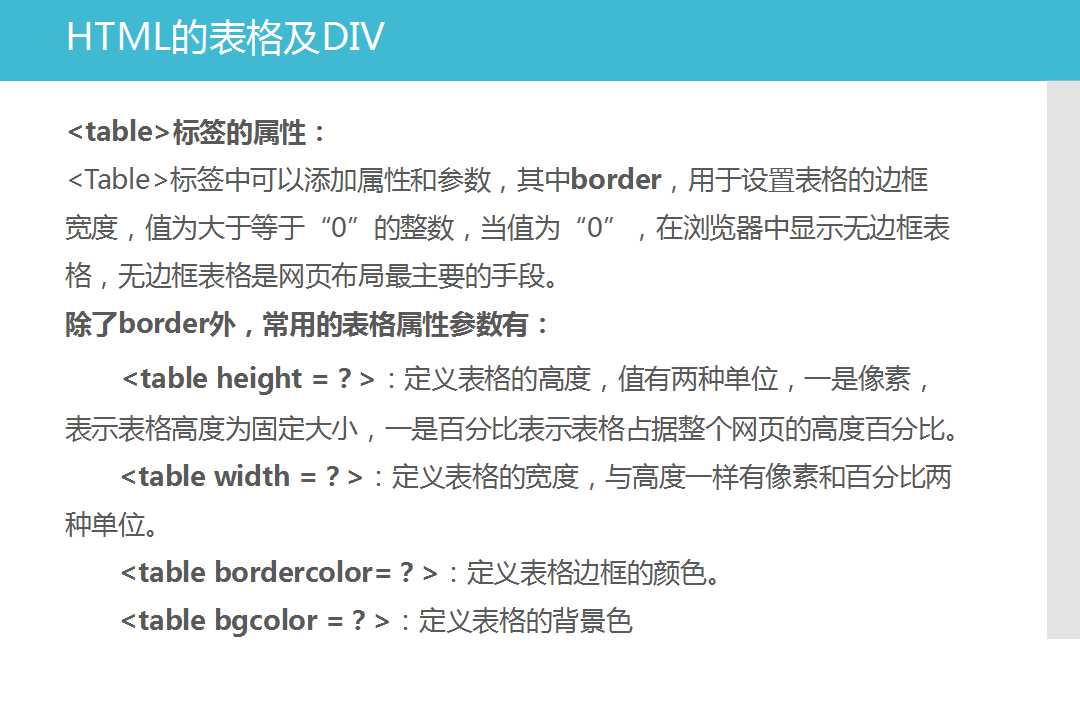 HTML的表格及DIV
<table>标签的属性：
<Table>标签中可以添加属性和参数，其中border，用于设置表格的边框
宽度，值为大于等于“0”的整数，当值为“0”，在浏览器中显示无边框表
格，无边框表格是网页布局最主要的手段。
除了border外，常用的表格属性参数有：
<table height = ? >：定义表格的高度，值有两种单位，一是像素，
表示表格高度为固定大小，一是百分比表示表格占据整个网页的高度百分比。
<table width = ? >：定义表格的宽度，与高度一样有像素和百分比两
种单位。
<table bordercolor= ? >：定义表格边框的颜色。
<table bgcolor = ? >：定义表格的背景色